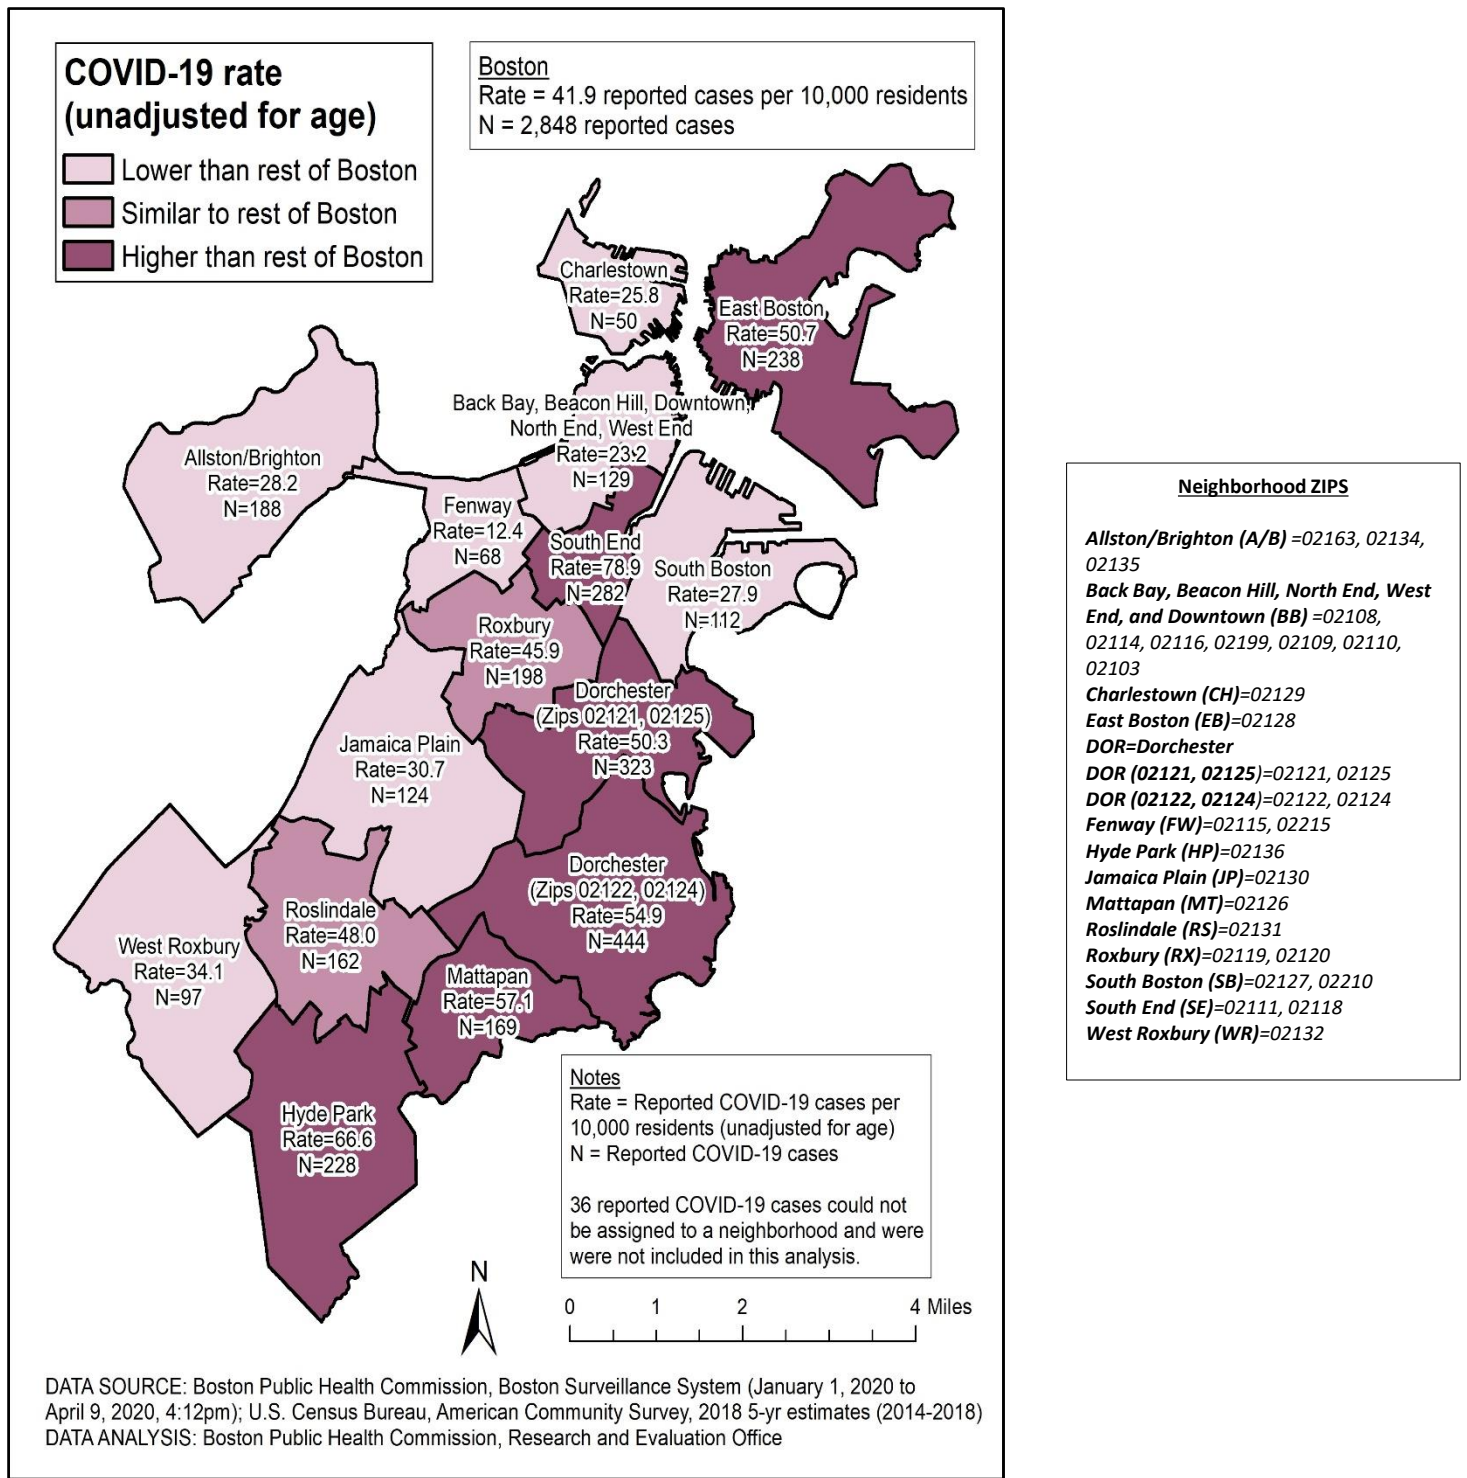 COVID-19 rate
(unadjusted for age)
Lower than rest of Boston
Similar to rest of Boston
Higher than rest of Boston
Boston
Rate = 41.9 reported cases per 10,000 residents
N = 2,848 reported cases
Charlestown
Rate=25.8
N=50
East Boston
Rate=50.7
N=238
Back Bay, Beacon Hill, Downtown,
North End, West End
Rate=23.2
N=129
Allston/Brighton
Rate=28.2
N=188
Fenway
Rate=12.4
N=68
South End
Rate=78.9
N=282
South Boston
Rate=27.9
N=112
Roxbury
Rate=45.9
N=198
Dorchester
(Zips 02121, 02125)
Rate=50.3
N=323
Jamaica Plain
Rate=30.7
N=124
Dorchester
(Zips 02122, 02124)
Rate=54.9
N=444
Roslindale
Rate=48.0
N=162
West Roxbury
Rate=34.1
N=97
Mattapan
Rate=57.1
N=169
Hyde Park
Rate=66.6
N=228
Notes
Rate = Reported COVID-19 cases per
10,000 residents (unadjusted for age)
N = Reported COVID-19 cases
36 reported COVID-19 cases could not
be assigned to a neighborhood and were
were not included in this analysis.
N
0 1 2 4 Miles
DATA SOURCE: Boston Public Health Commission, Boston Surveillance System (January 1, 2020 to
April 9, 2020, 4:12pm); U.S. Census Bureau, American Community Survey, 2018 5-yr estimates (2014-2018)
DATA ANALYSIS: Boston Public Health Commission, Research and Evaluation Office
Neighborhood ZIPS
Allston/Brighton (A/B) =02163, 02134,
02135
Back Bay, Beacon Hill, North End, West
End, and Downtown (BB) =02108,
02114, 02116, 02199, 02109, 02110,
02103
Charlestown (CH)=02129
East Boston (EB)=02128
DOR=Dorchester
DOR (02121, 02125)=02121, 02125
DOR (02122, 02124)=02122, 02124
Fenway (FW)=02115, 02215
Hyde Park (HP)=02136
Jamaica Plain (JP)=02130
Mattapan (MT)=02126
Roslindale (RS)=02131
Roxbury (RX)=02119, 02120
South Boston (SB)=02127, 02210
South End (SE)=02111, 02118
West Roxbury (WR)=02132